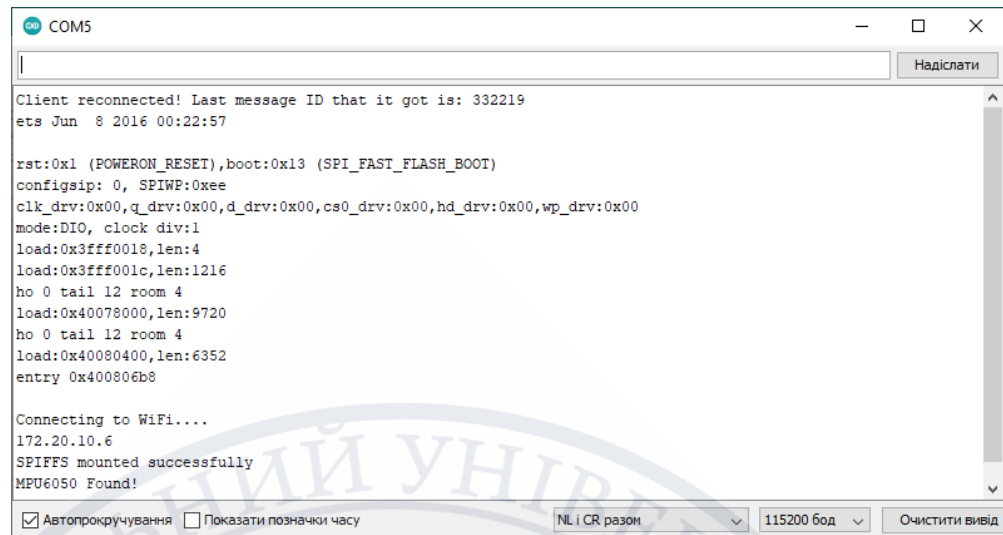 COM5
Надіслати
Client reconnected! Last message ID that it got is: 332219
ets Jun  8 2016 00:22:57
rst:0x1 (POWERON_RESET),boot:0x13 (SPI_FAST_FLASH_BOOT)
configsip: 0, SPIWP:0xee
clk_drv:0x00,q_drv:0x00,d_drv:0x00,cs0_drv:0x00,hd_drv:0x00,wp_drv:0x00
mode:DIO, clock div:1
load:0x3fff0018,len:4
load:0x3fff001c,len:1216
ho 0 tail 12 room 4
load:0x40078000,len:9720
ho 0 tail 12 room 4
load:0x40080400,len:6352
entry 0x400806b8
Connecting to WiFi....
172.20.10.6
SPIFFS mounted successfully
MPU6050 Found!
Автопрокручування Показати позначки часу NL і CR разом 115200 бод Очистити вивід